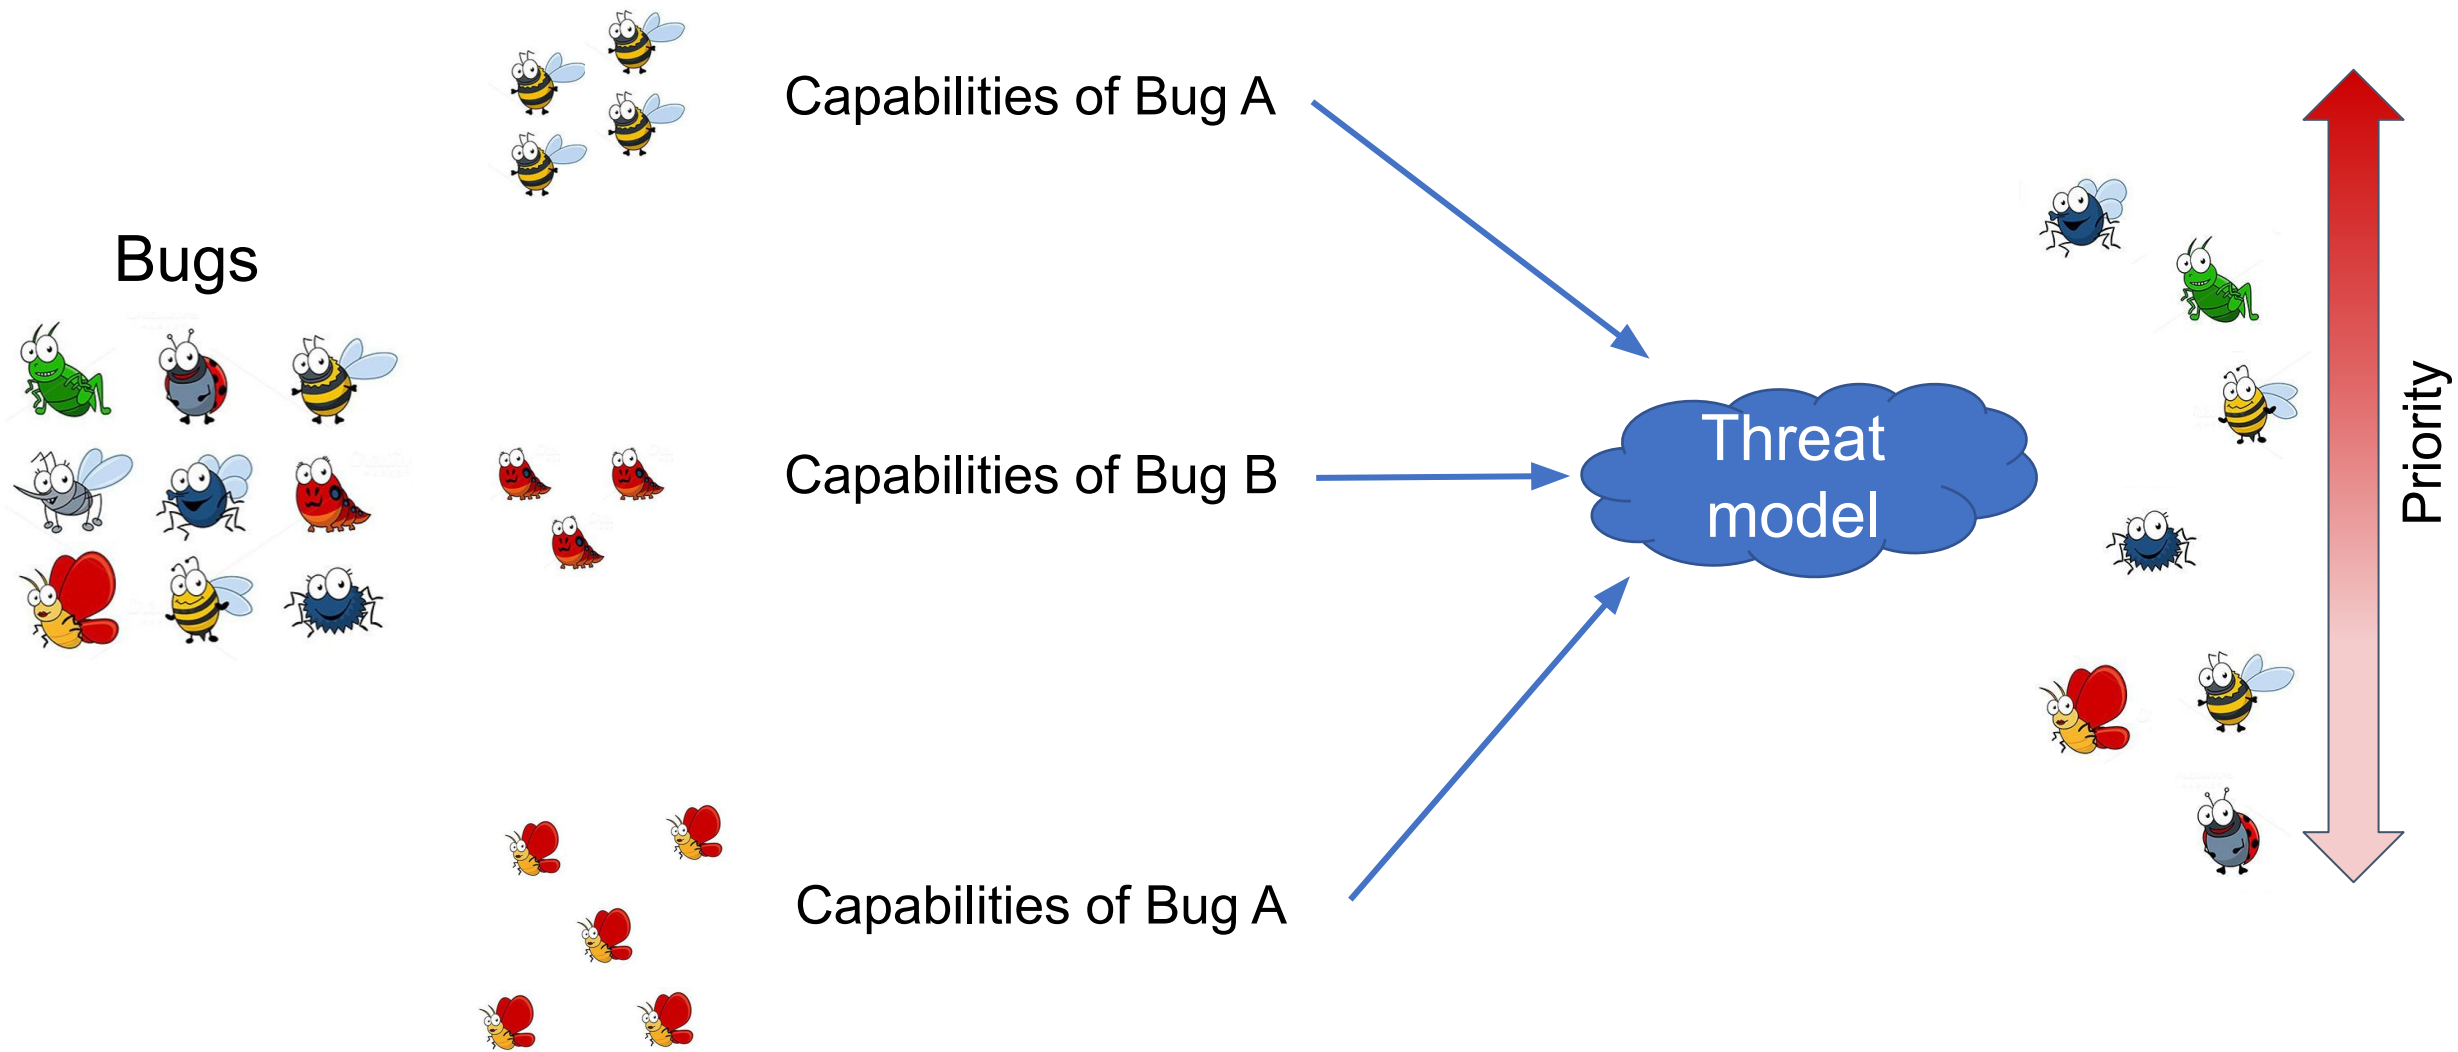 Capabilities of Bug A
Bugs
Capabilities of Bug B
Threat
model
Capabilities of Bug A
Priority